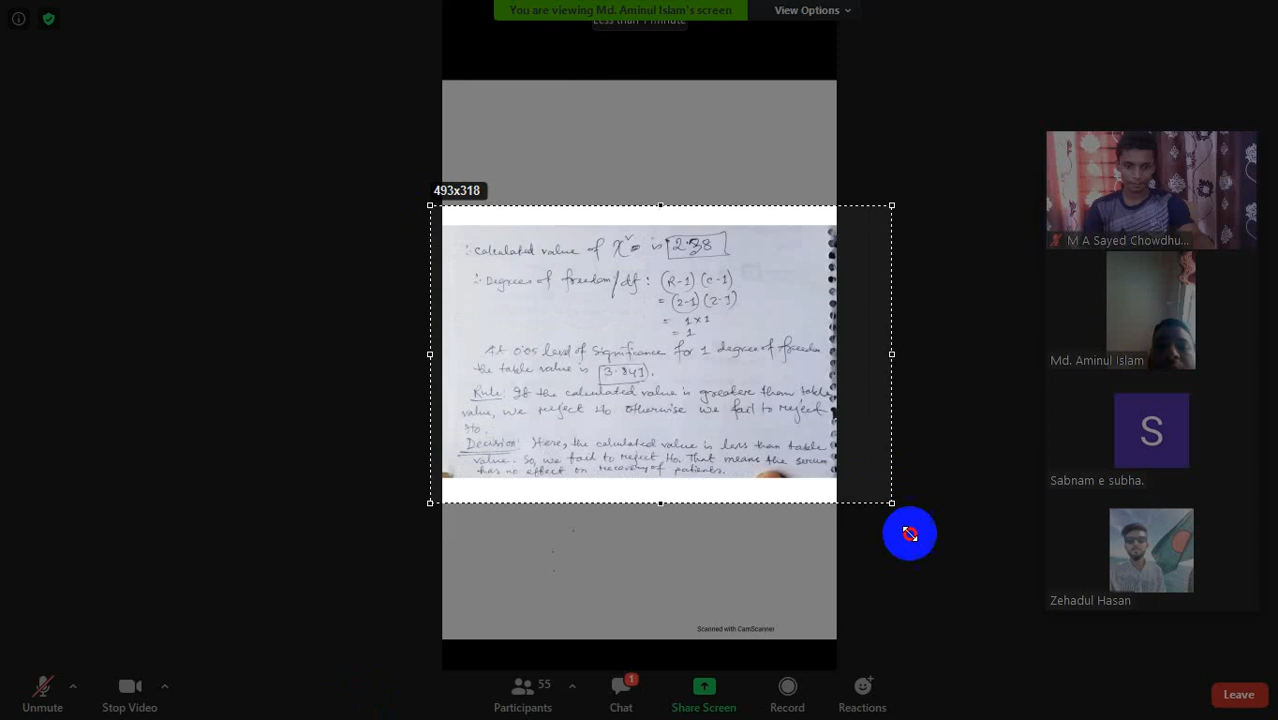 You are viewing Md. Aminul Islam's screen
View Options
Less than 1 minute
493x318
∴ Calculated value of χ² is 2.38
∴ Degrees of freedom/df : (R-1) (C-1)
= (2-1) (2-1)
= 1×1
= 1
At 0.05 level of significance for 1 degree of freedom
the table value is 3.841.
Rule: If the calculated value is greatere them table
value, we reject Ho otherwise we fail to reject
Ho.
Decision: Here, the calculated value is less than table
value. So, we fail to reject Ho. That means the serum
has no effect on recovery of patients.
Scanned with CamScanner
M A Sayed Chowdhu...
Md. Aminul Islam
S
Sabnam e subha.
Zehadul Hasan
Unmute
Stop Video
55
Participants
1
Chat
Share Screen
Record
Reactions
Leave